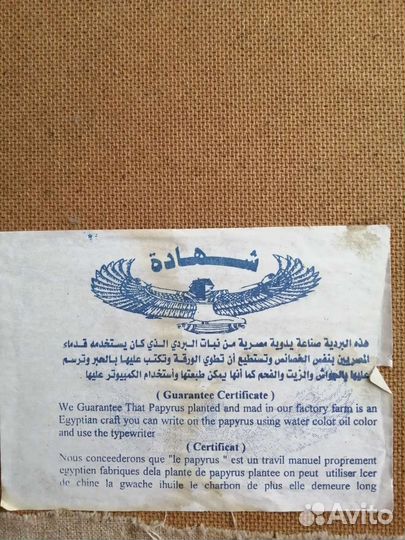 شهادة
هذه البردية صناعة يدوية مصرية من نبات البردي الذي كان يستخدمه قدماء
المصريين بنفس الخصائص وتستطيع أن تطوي الورقة وتكتب عليها بالحبر وترسم
عليها بالجواش والزيت والفحم كما أنها يمكن طبعتها وأستخدام الكمبيوتر عليها
( Guarantee Certificate )
We Guarantee That Papyrus planted and mad in our factory farm is an
Egyptian craft you can write on the papyrus using water color oil color
and use the typewriter
( Certificat )
Nous conceederons que "le papyrus " est un travil manuel proprement
egyptien fabriques dela plante de papyrus plantee on peut utiliser lcer
de chine la gwache ihuile le charbon de plus elle demeure long
Avito